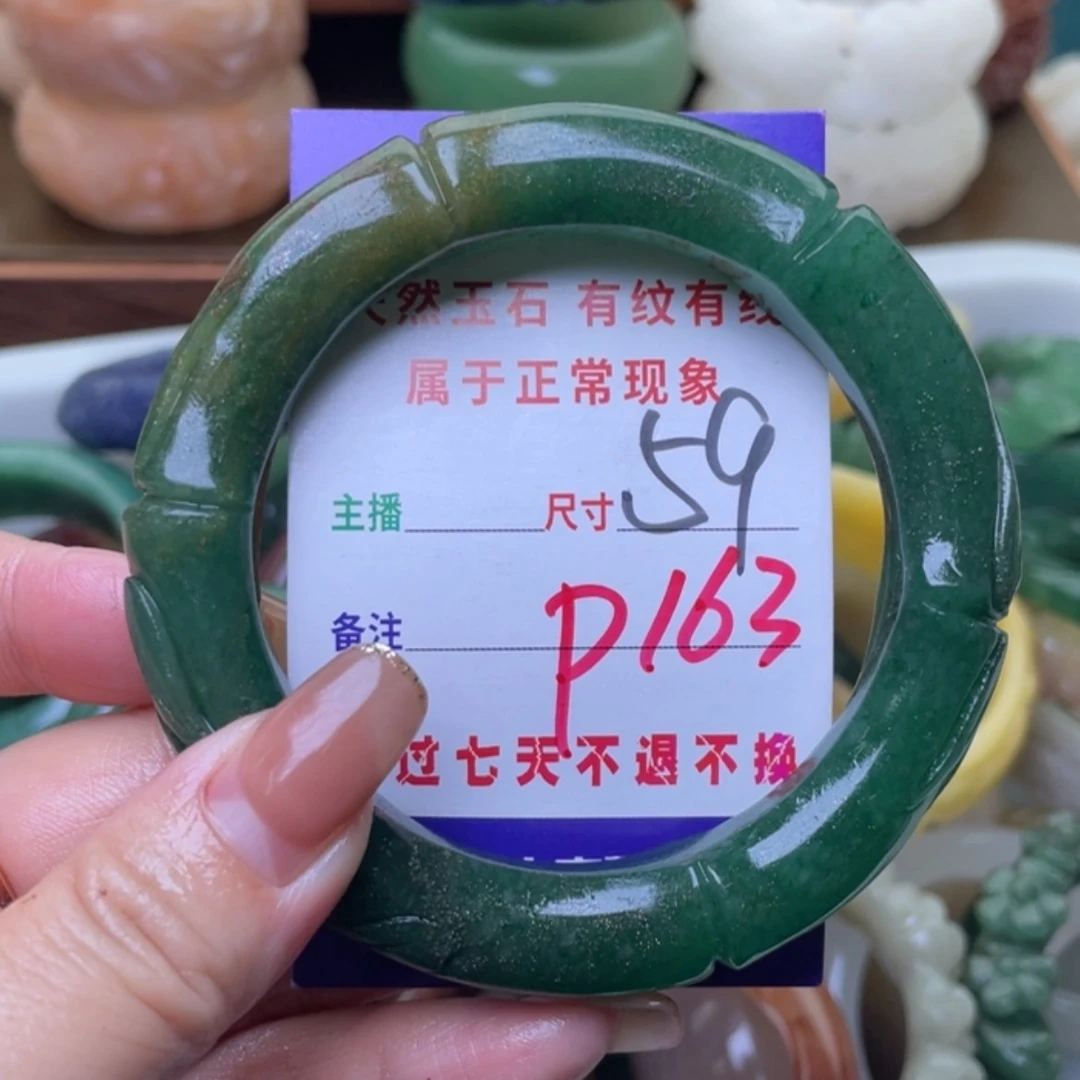 然玉石 有纹有纹
属于正常现象
主播 尺寸 59
备注 p163
过七天不退不换